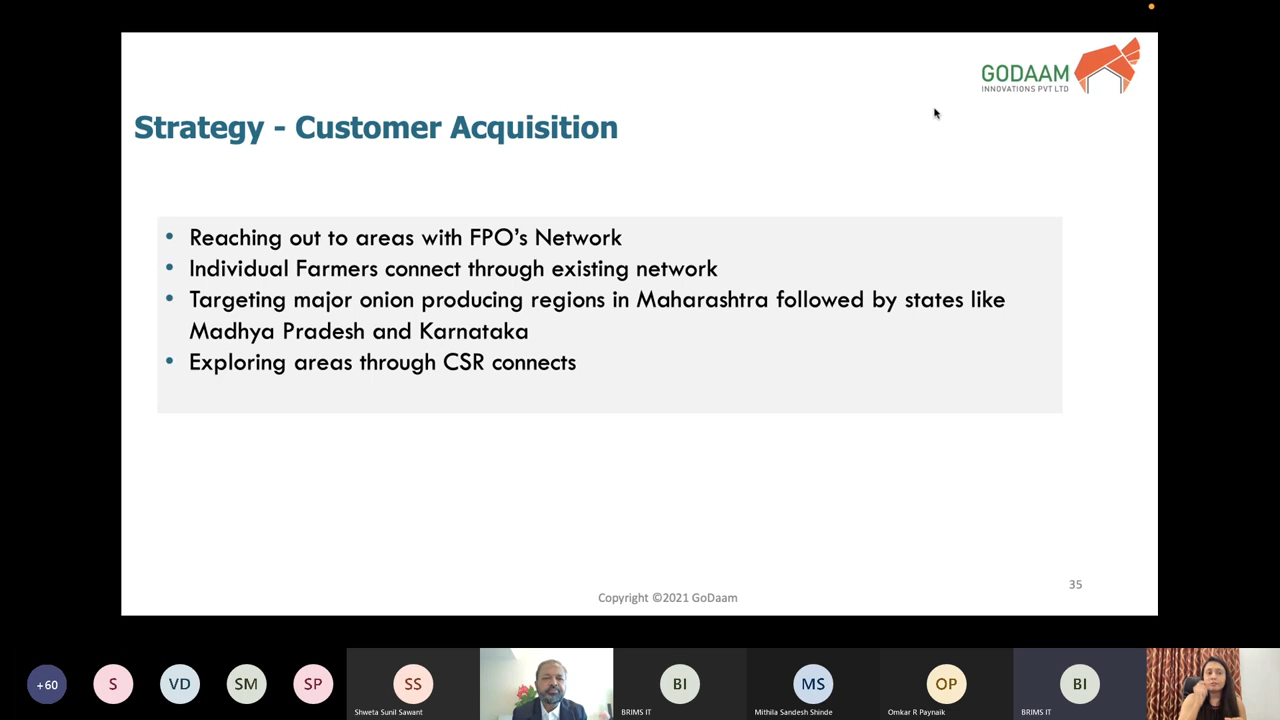 GODAAM
INNOVATIONS PVT LTD
Strategy - Customer Acquisition
• Reaching out to areas with FPO's Network
• Individual Farmers connect through existing network
• Targeting major onion producing regions in Maharashtra followed by states like
Madhya Pradesh and Karnataka
• Exploring areas through CSR connects
35
Copyright ©2021 GoDaam
+60
S
VD
SM
SP
SS
Shweta Sunil Sawant
BI
BRIMS IT
MS
Mithila Sandesh Shinde
OP
Omkar R Paynaik
BI
BRIMS IT